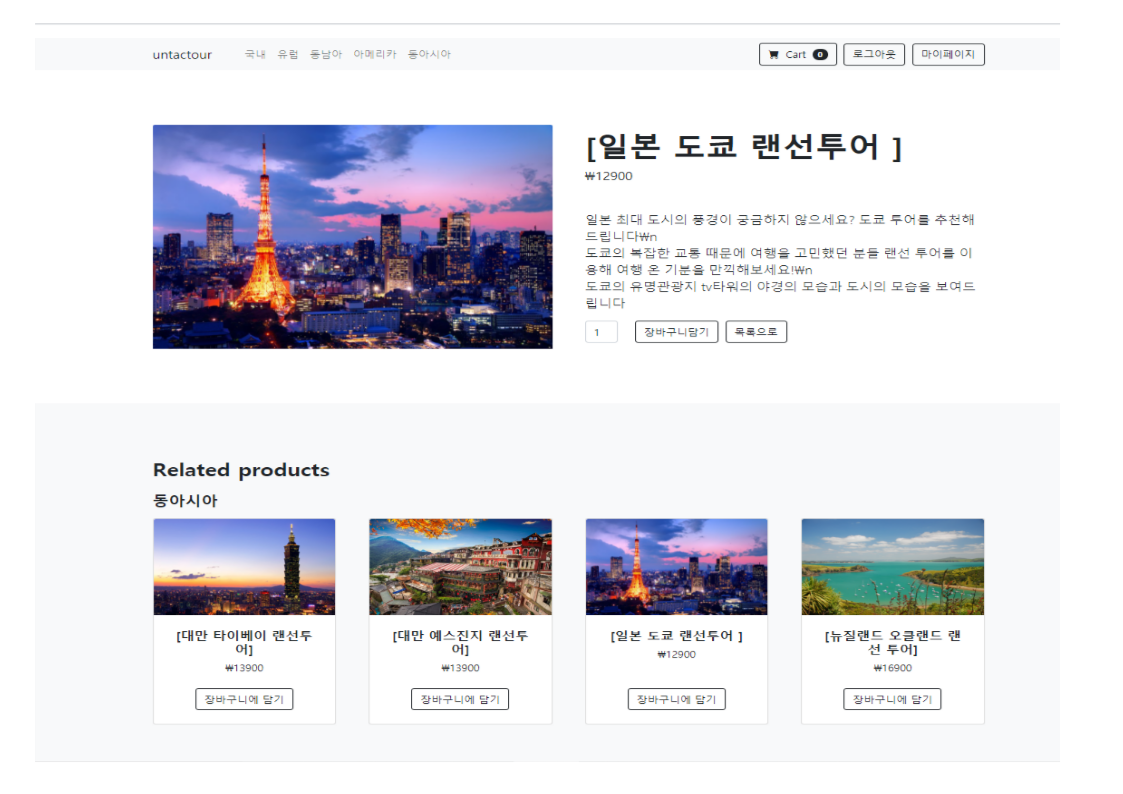 untactour 국내 유럽 동남아 아메리카 동아시아 Cart 0 로그아웃 마이페이지
[일본 도쿄 랜선투어 ]
₩12900
일본 최대 도시의 풍경이 궁금하지 않으세요? 도쿄 투어를 추천해
드립니다₩n
도쿄의 복잡한 교통 때문에 여행을 고민했던 분들 랜선 투어를 이
용해 여행 온 기분을 만끽해보세요!₩n
도쿄의 유명관광지 tv타워의 야경의 모습과 도시의 모습을 보여드
립니다
1 장바구니담기 목록으로
Related products
동아시아
[대만 타이베이 랜선투
어]
₩13900
장바구니에 담기
[대만 예스진지 랜선투
어]
₩13900
장바구니에 담기
[일본 도쿄 랜선투어 ]
₩12900
장바구니에 담기
[뉴질랜드 오클랜드 랜
선 투어]
₩16900
장바구니에 담기